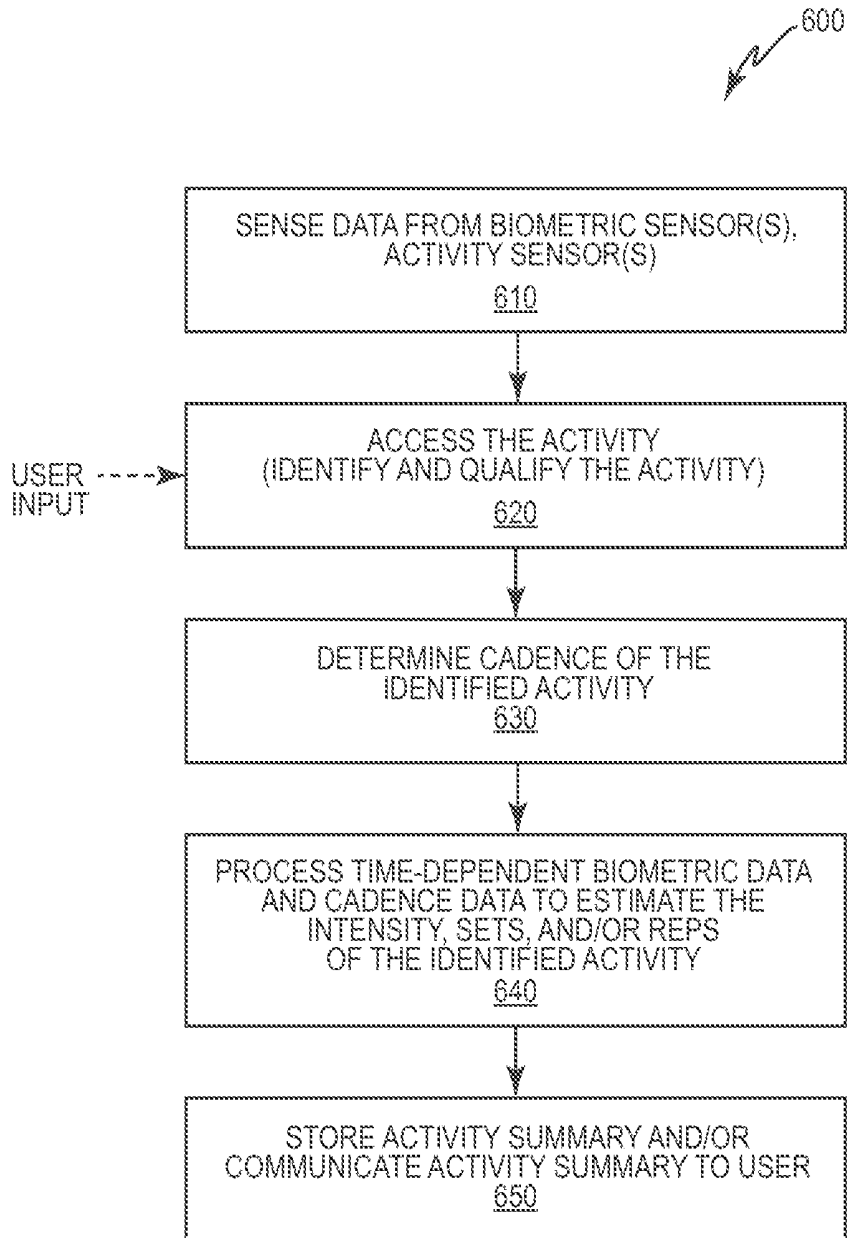 600
SENSE DATA FROM BIOMETRIC SENSOR(S),
ACTIVITY SENSOR(S)
610
ACCESS THE ACTIVITY
(IDENTIFY AND QUALIFY THE ACTIVITY)
620
USER
INPUT
DETERMINE CADENCE OF THE
IDENTIFIED ACTIVITY
630
PROCESS TIME-DEPENDENT BIOMETRIC DATA
AND CADENCE DATA TO ESTIMATE THE
INTENSITY, SETS, AND/OR REPS
OF THE IDENTIFIED ACTIVITY
640
STORE ACTIVITY SUMMARY AND/OR
COMMUNICATE ACTIVITY SUMMARY TO USER
650